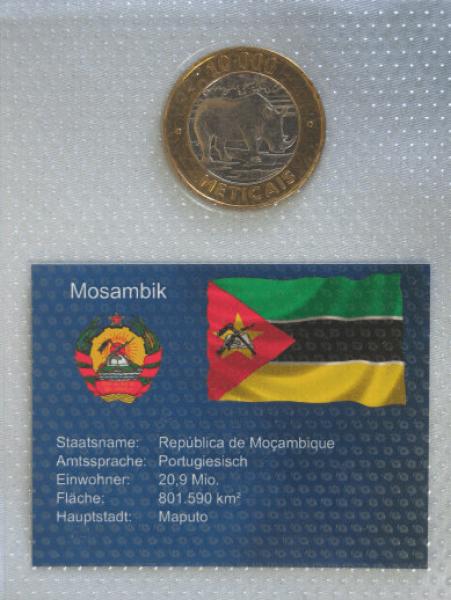 10.000
METICAIS
Mosambik
Staatsname: República de Moçambique
Amtssprache: Portugiesisch
Einwohner: 20,9 Mio.
Fläche: 801.590 km²
Hauptstadt: Maputo